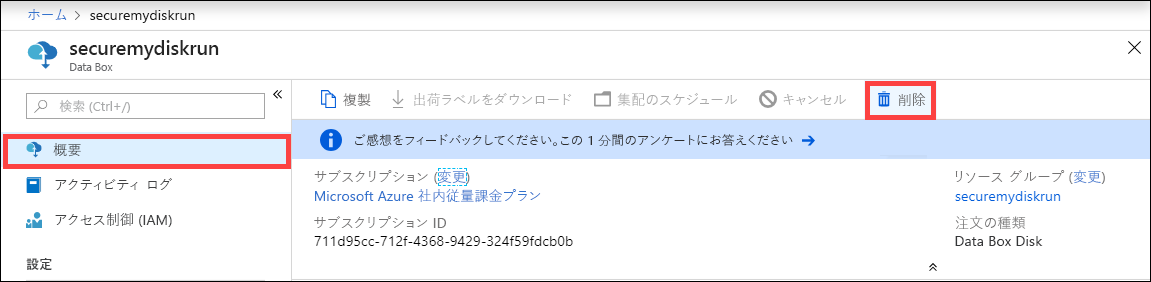 ホーム > securemydiskrun
securemydiskrun
Data Box
検索 (Ctrl+/)
概要
アクティビティ ログ
アクセス制御 (IAM)
設定
複製 出荷ラベルをダウンロード 集配のスケジュール キャンセル 削除
ご感想をフィードバックしてください。この 1 分間のアンケートにお答えください →
サブスクリプション (変更)
Microsoft Azure 社内従量課金プラン
サブスクリプション ID
711d95cc-712f-4368-9429-324f59fdcb0b
リソース グループ (変更)
securemydiskrun
注文の種類
Data Box Disk